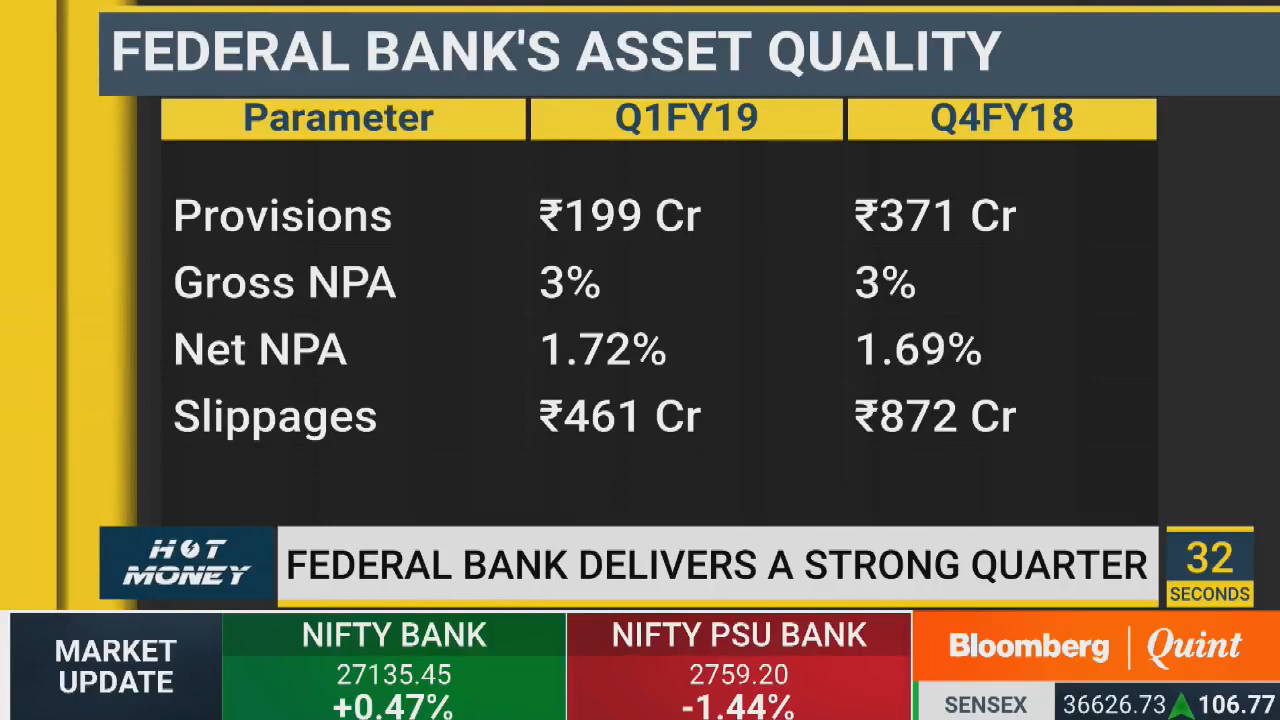 FEDERAL BANK'S ASSET QUALITY
Parameter Q1FY19 Q4FY18
Provisions ₹199 Cr ₹371 Cr
Gross NPA 3% 3%
Net NPA 1.72% 1.69%
Slippages ₹461 Cr ₹872 Cr
HOT
MONEY
FEDERAL BANK DELIVERS A STRONG QUARTER
32
SECONDS
MARKET
UPDATE
NIFTY BANK
27135.45
+0.47%
NIFTY PSU BANK
2759.20
-1.44%
Bloomberg | Quint
SENSEX 36626.73 ▲ 106.77